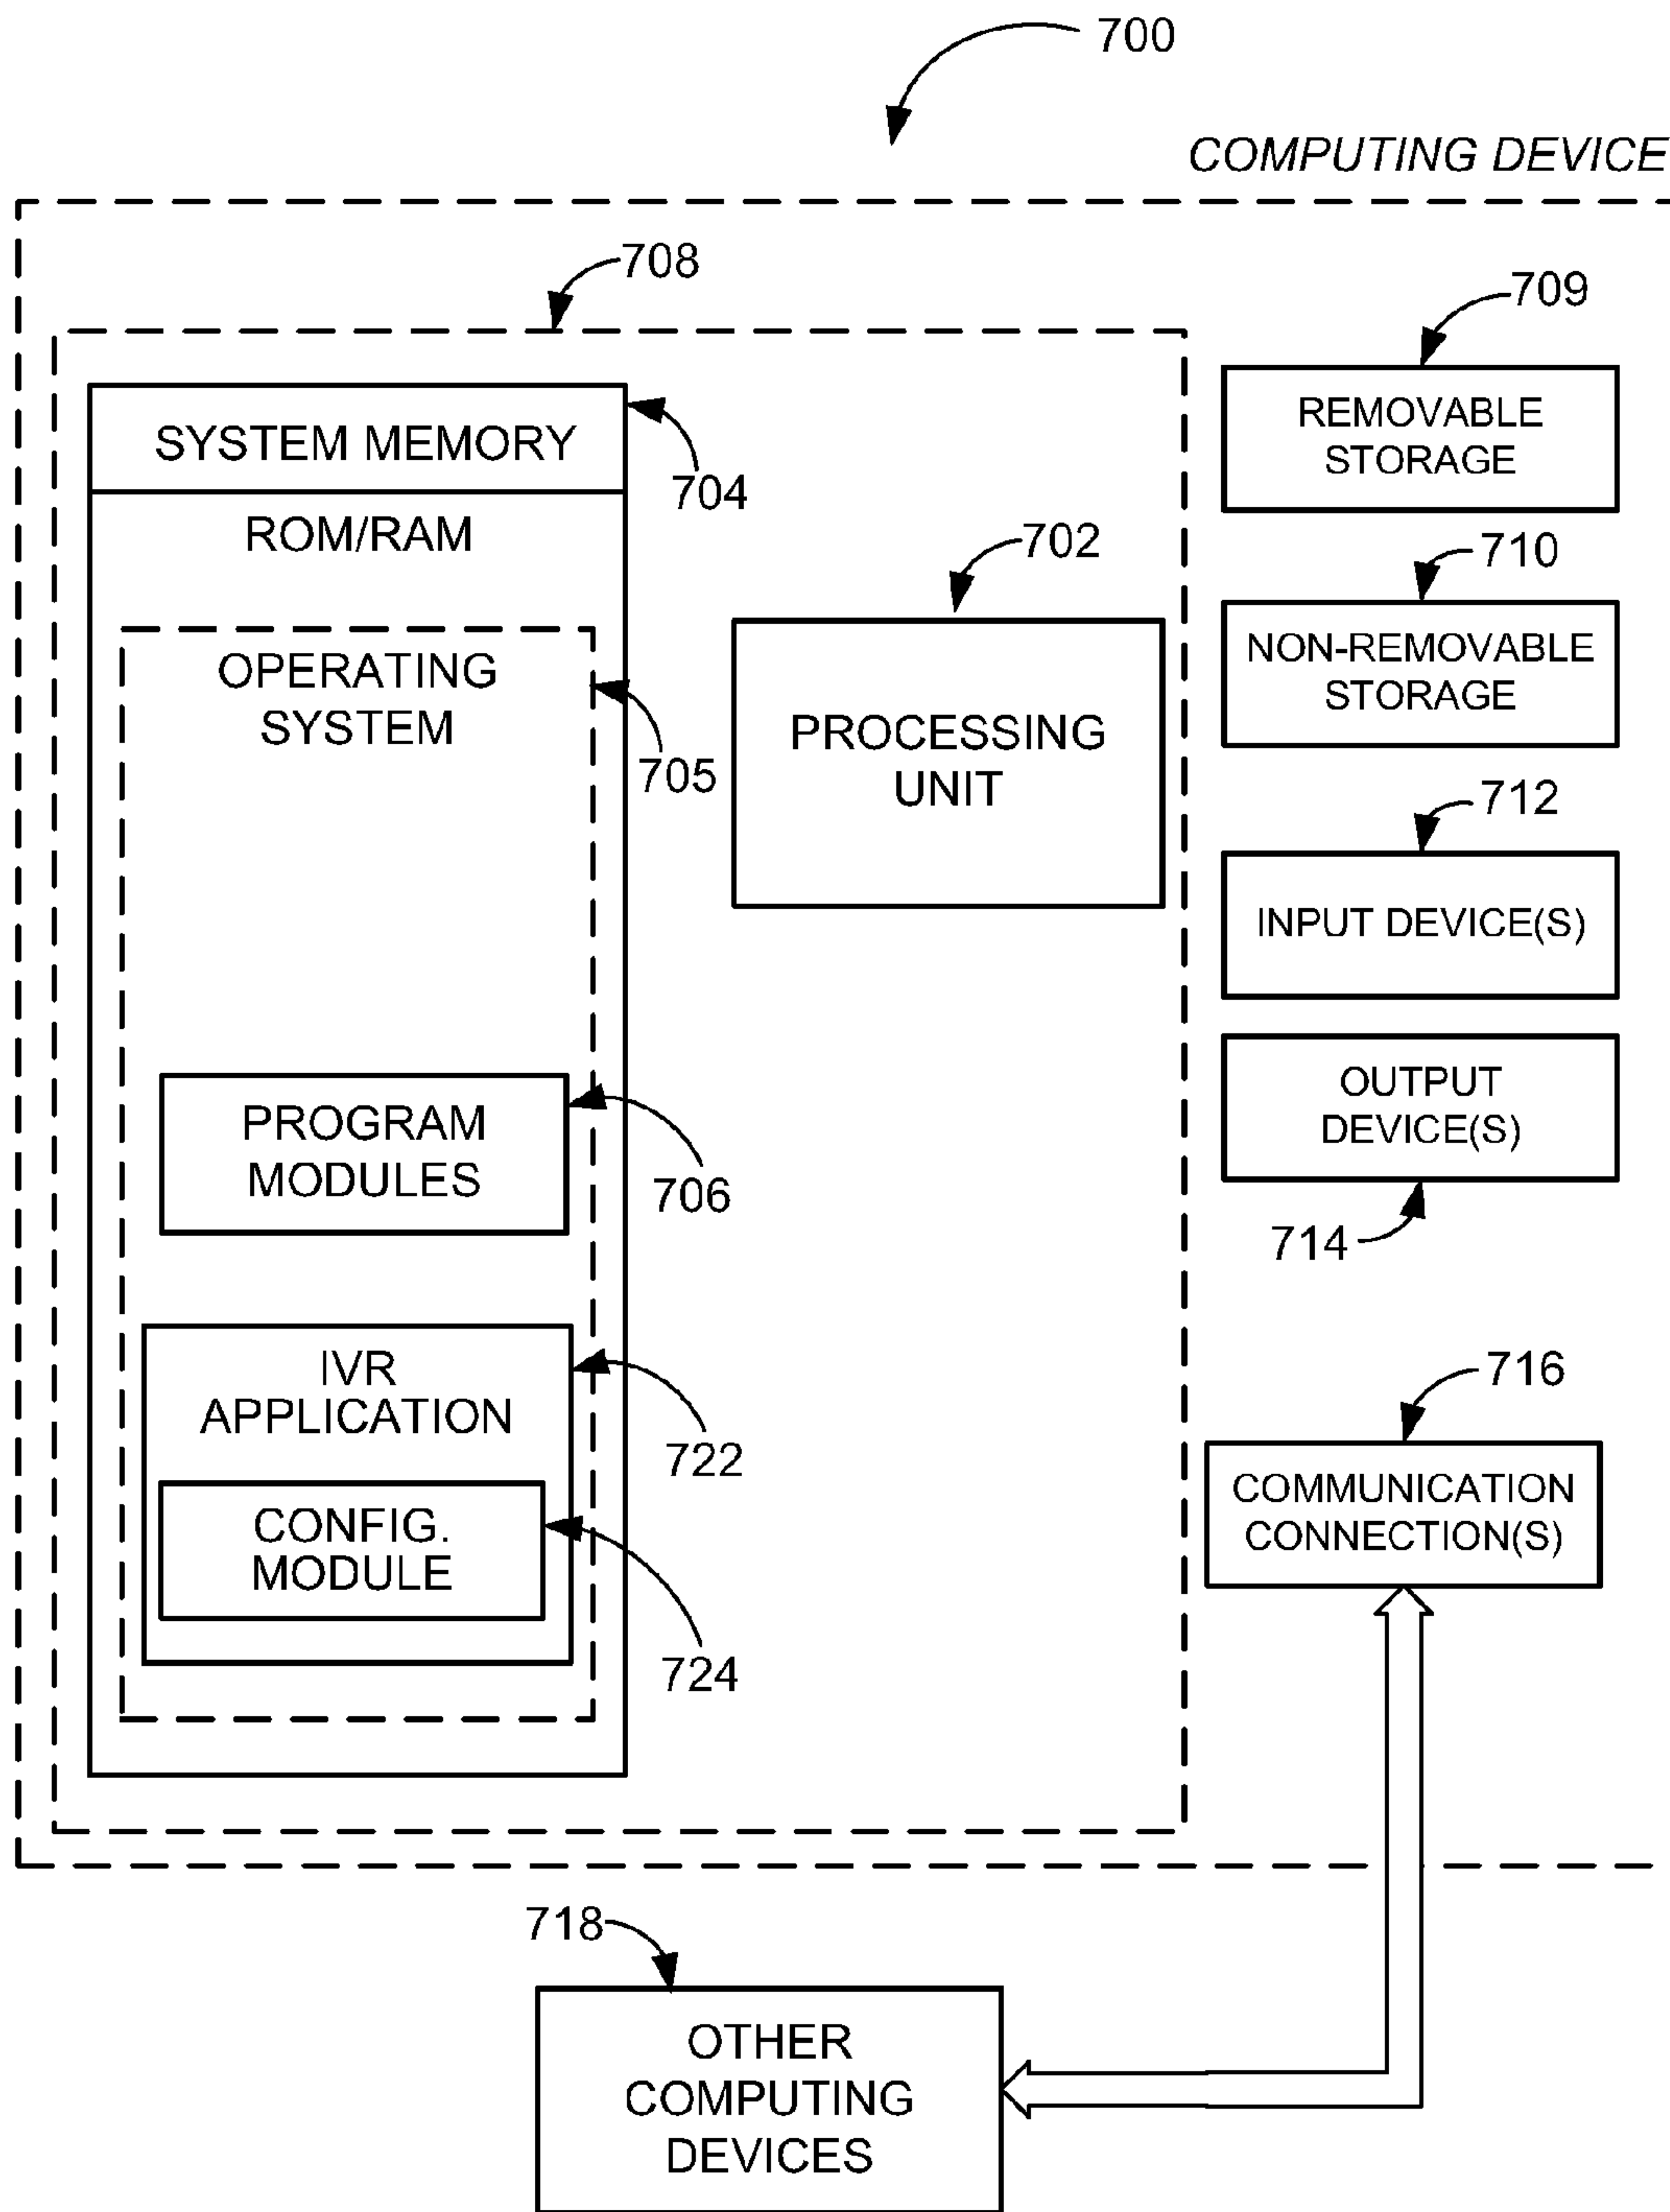 700
COMPUTING DEVICE
708
709
SYSTEM MEMORY
704
REMOVABLE
STORAGE
ROM/RAM
702
710
OPERATING
SYSTEM
705
PROCESSING
UNIT
NON-REMOVABLE
STORAGE
712
INPUT DEVICE(S)
PROGRAM
MODULES
706
OUTPUT
DEVICE(S)
714
IVR
APPLICATION
722
716
CONFIG.
MODULE
724
COMMUNICATION
CONNECTION(S)
718
OTHER
COMPUTING
DEVICES